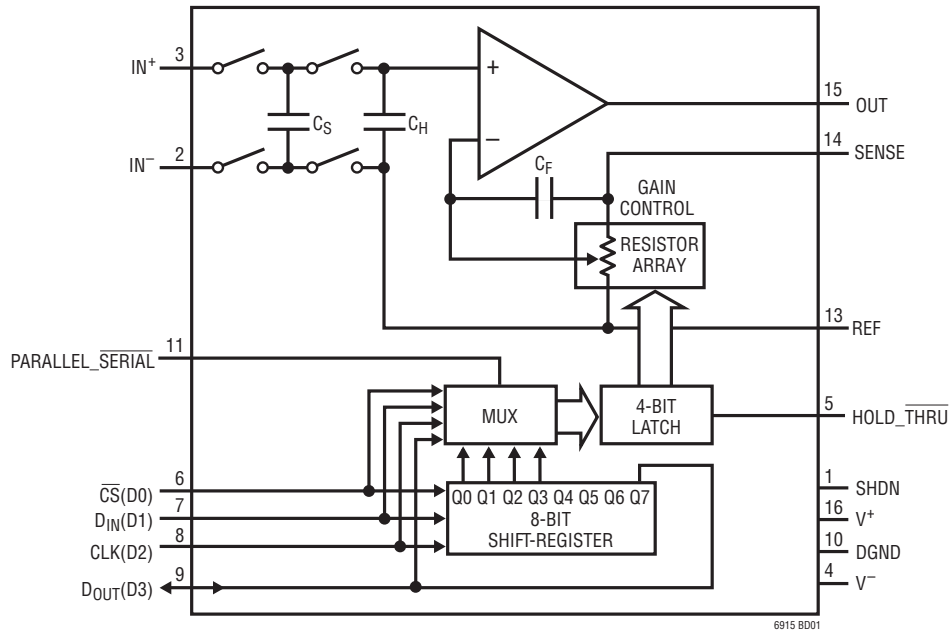 3
IN+
2
IN−
CS
CH
+
−
CF
GAIN
CONTROL
RESISTOR
ARRAY
15
OUT
14
SENSE
13
REF
11
PARALLEL_SERIAL
MUX
4-BIT
LATCH
5
HOLD_THRU
6
CS(D0)
7
DIN(D1)
8
CLK(D2)
9
DOUT(D3)
Q0 Q1 Q2 Q3 Q4 Q5 Q6 Q7
8-BIT
SHIFT-REGISTER
1
SHDN
16
V+
10
DGND
4
V−
6915 BD01